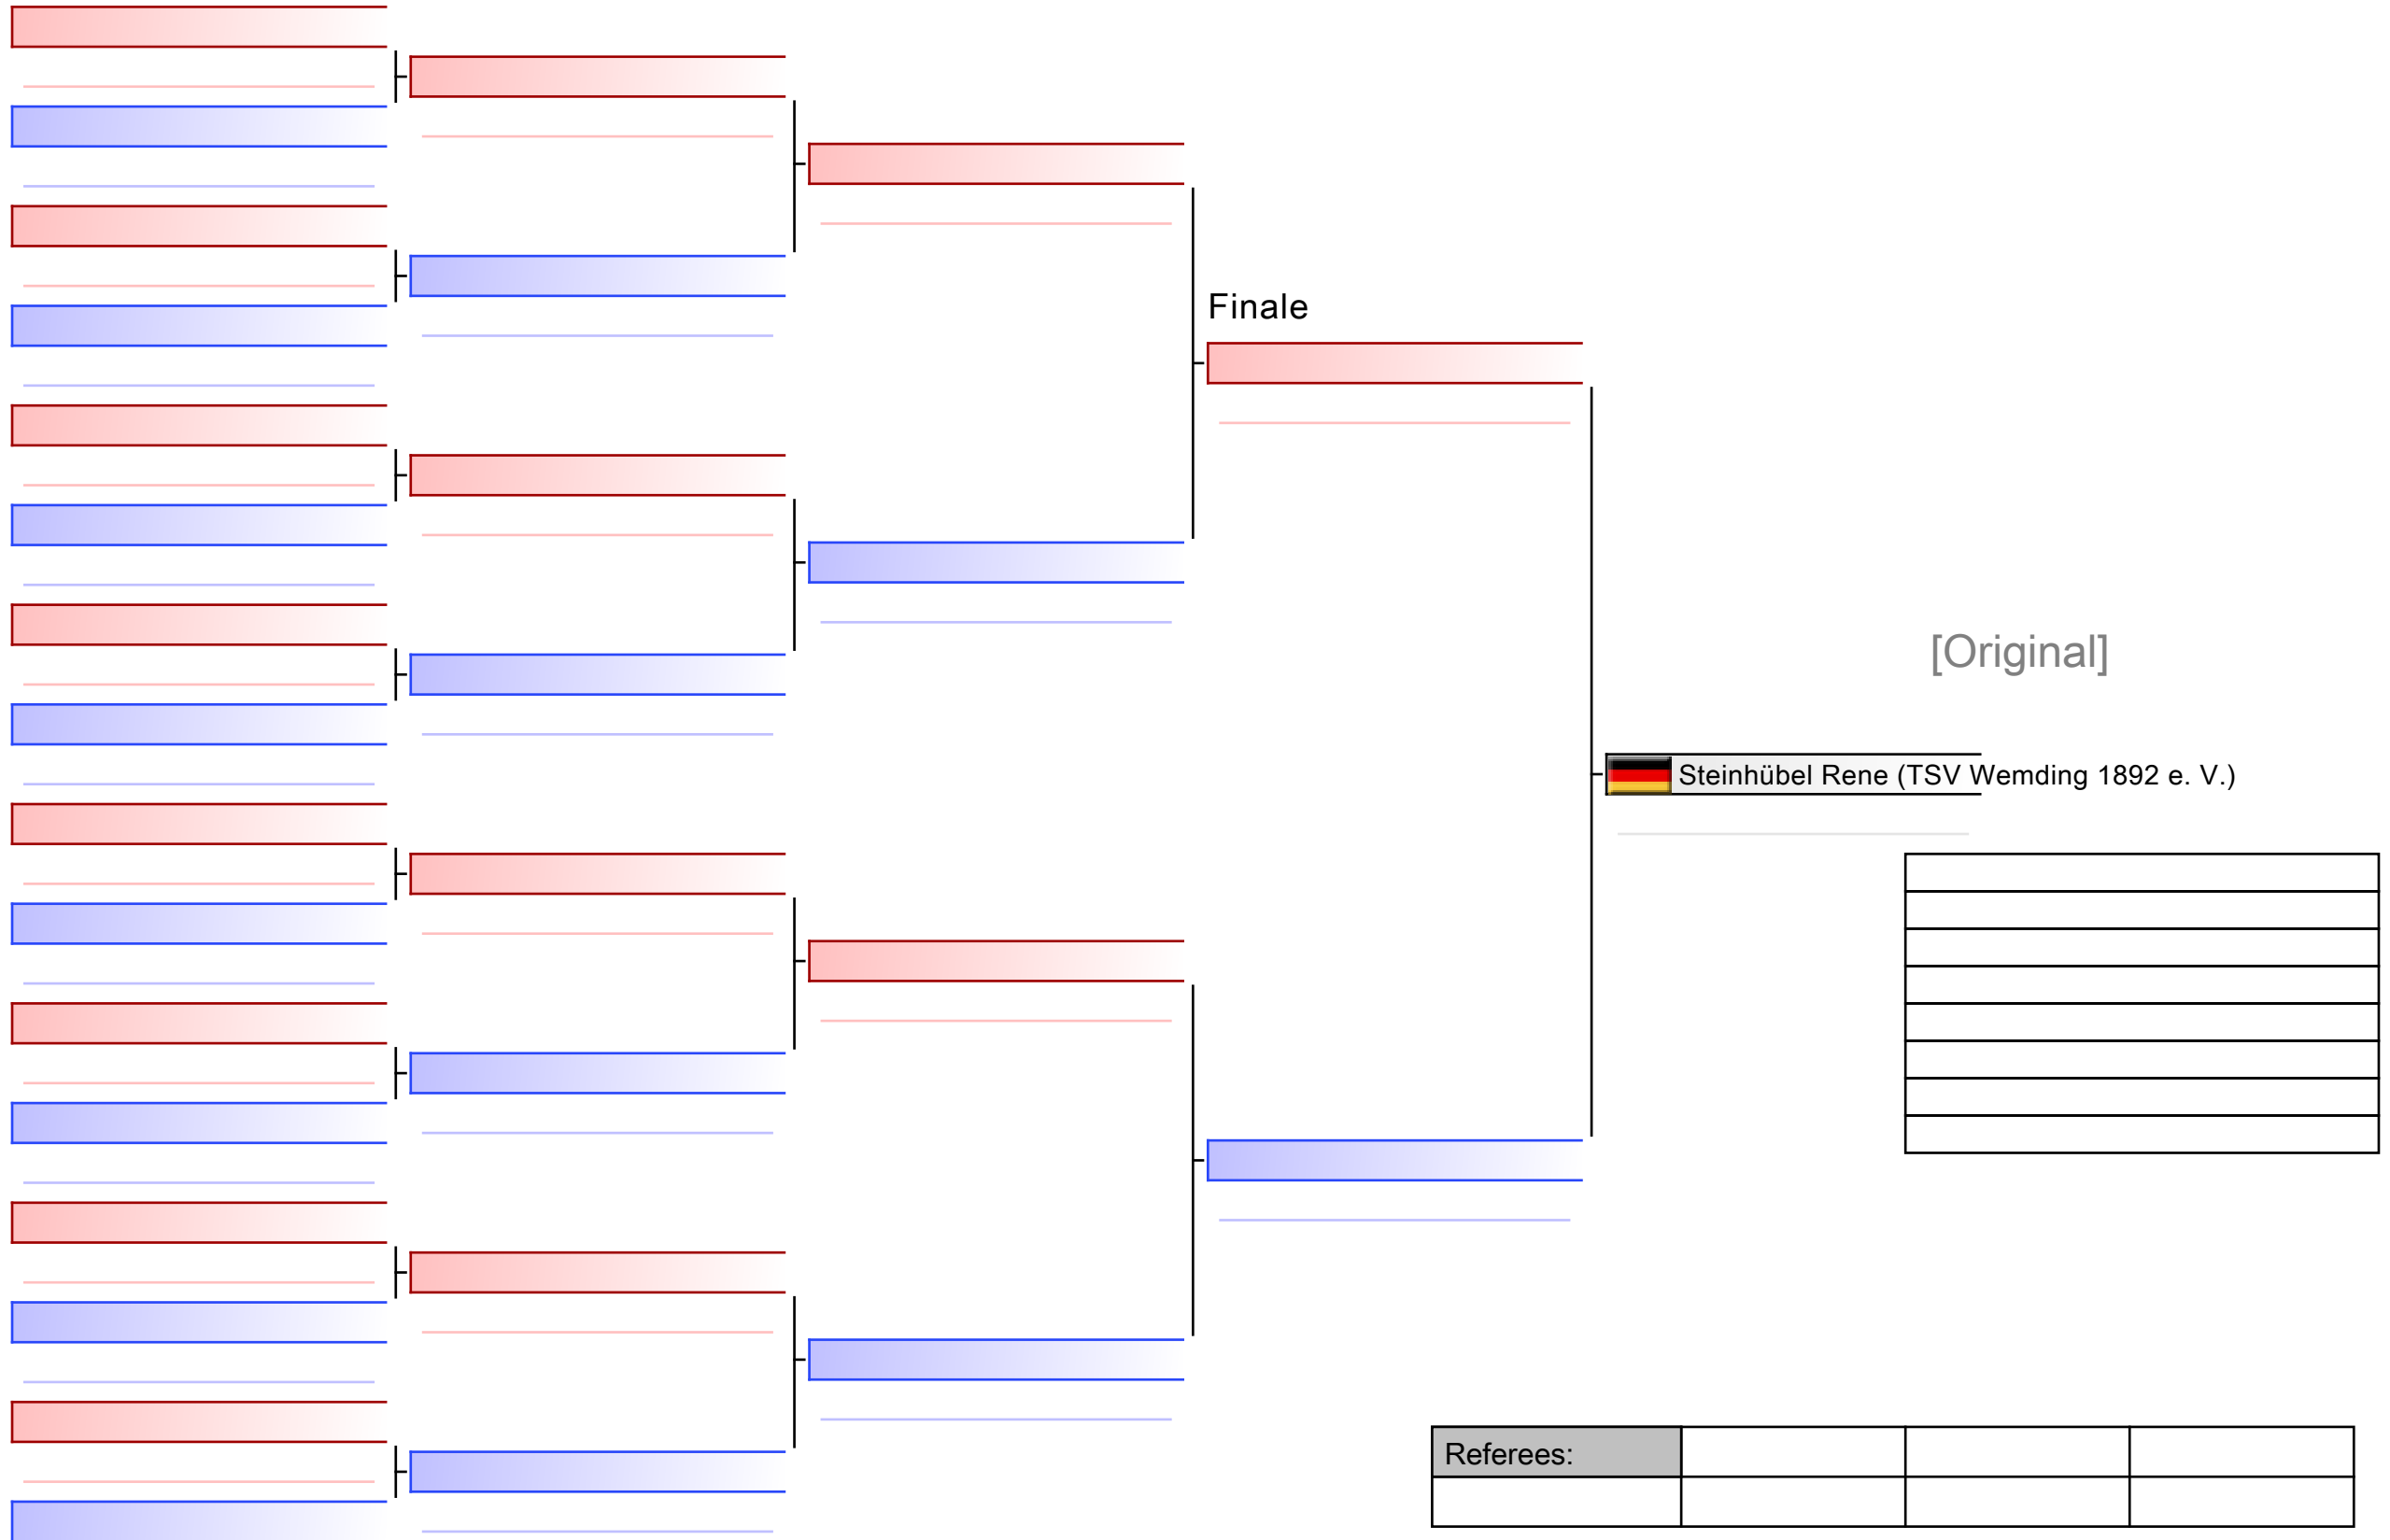 Finale
[Original]
Steinhübel Rene (TSV Wemding 1892 e. V.)
Referees: